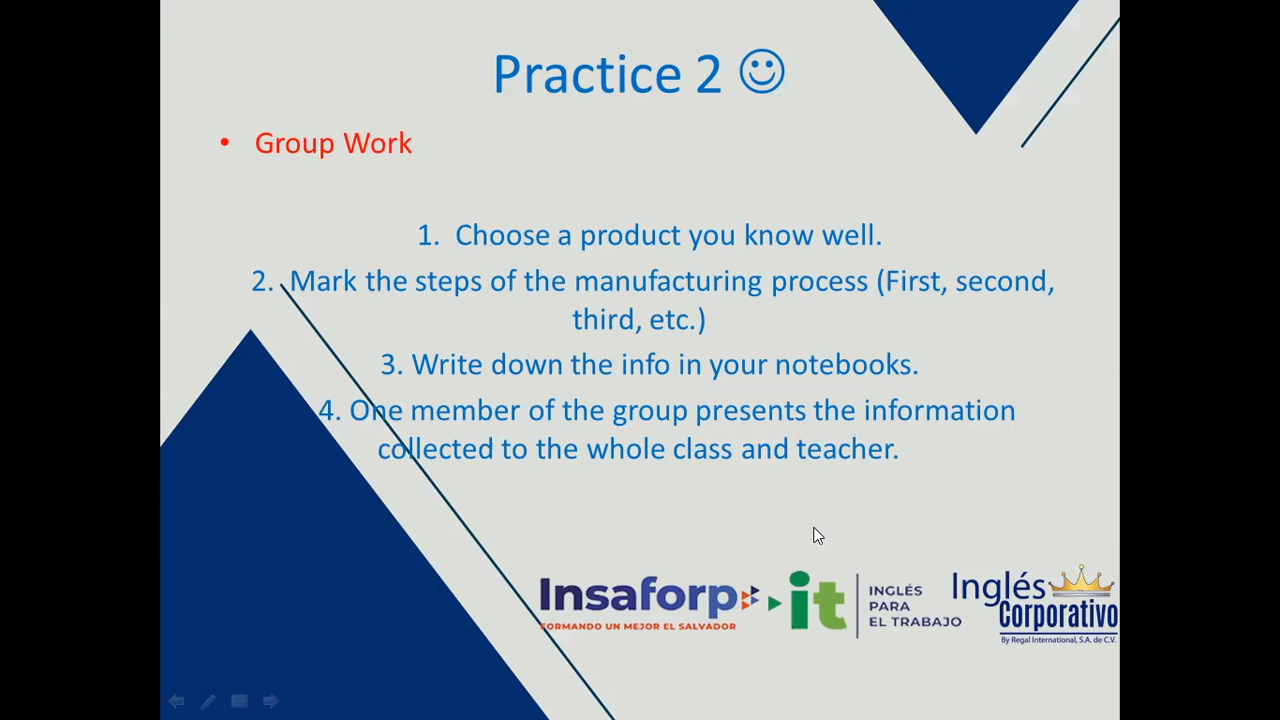 Practice 2 ☺
• Group Work
1. Choose a product you know well.
2. Mark the steps of the manufacturing process (First, second,
third, etc.)
3. Write down the info in your notebooks.
4. One member of the group presents the information
collected to the whole class and teacher.
Insaforp
FORMANDO UN MEJOR EL SALVADOR
it
INGLÉS
PARA
EL TRABAJO
Inglés
Corporativo
By Regal International, S.A. de C.V.